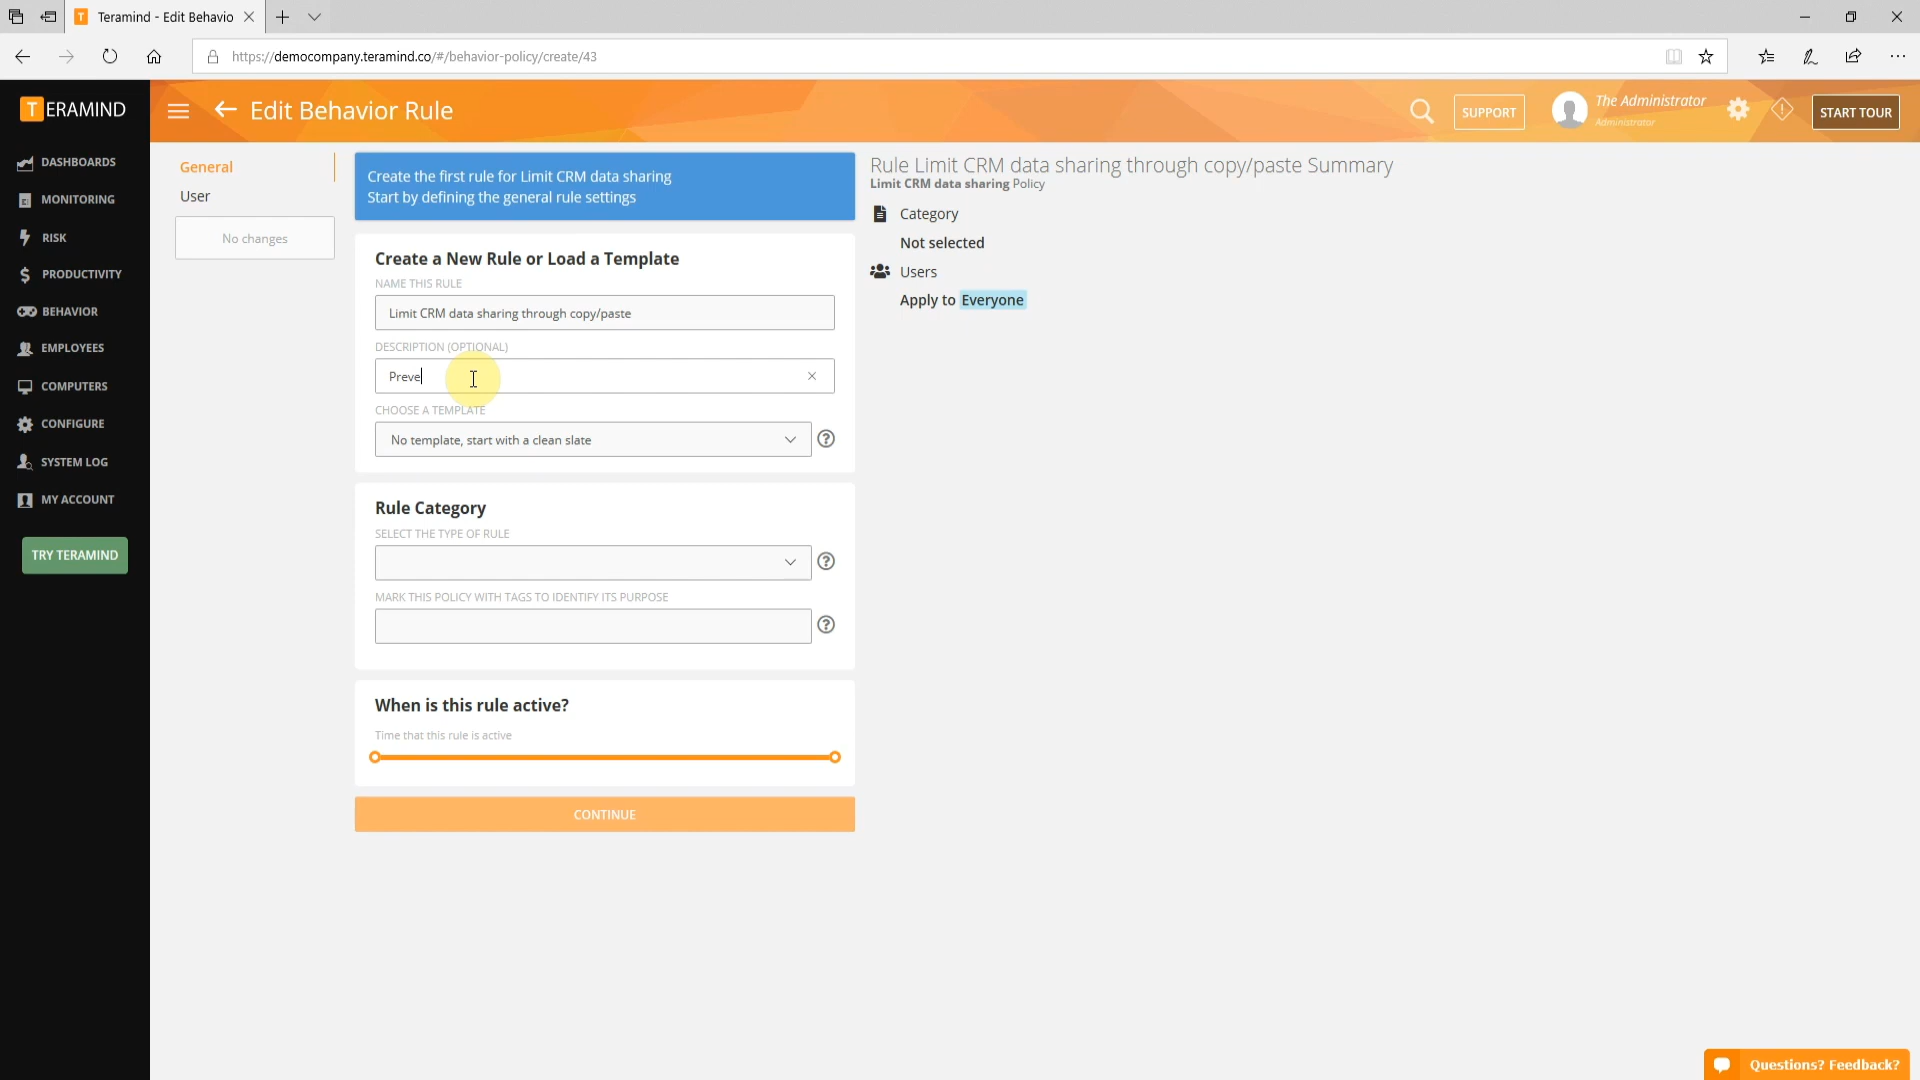 Teramind - Edit Behavio
https://democompany.teramind.co/#/behavior-policy/create/43
TERAMIND
Edit Behavior Rule
SUPPORT
The Administrator
Administrator
START TOUR
DASHBOARDS
MONITORING
RISK
PRODUCTIVITY
BEHAVIOR
EMPLOYEES
COMPUTERS
CONFIGURE
SYSTEM LOG
MY ACCOUNT
TRY TERAMIND
General
User
No changes
Create the first rule for Limit CRM data sharing
Start by defining the general rule settings
Create a New Rule or Load a Template
NAME THIS RULE
Limit CRM data sharing through copy/paste
DESCRIPTION (OPTIONAL)
Preve
CHOOSE A TEMPLATE
No template, start with a clean slate
Rule Category
SELECT THE TYPE OF RULE
MARK THIS POLICY WITH TAGS TO IDENTIFY ITS PURPOSE
When is this rule active?
Time that this rule is active
CONTINUE
Rule Limit CRM data sharing through copy/paste Summary
Limit CRM data sharing Policy
Category
Not selected
Users
Apply to Everyone
Questions? Feedback?